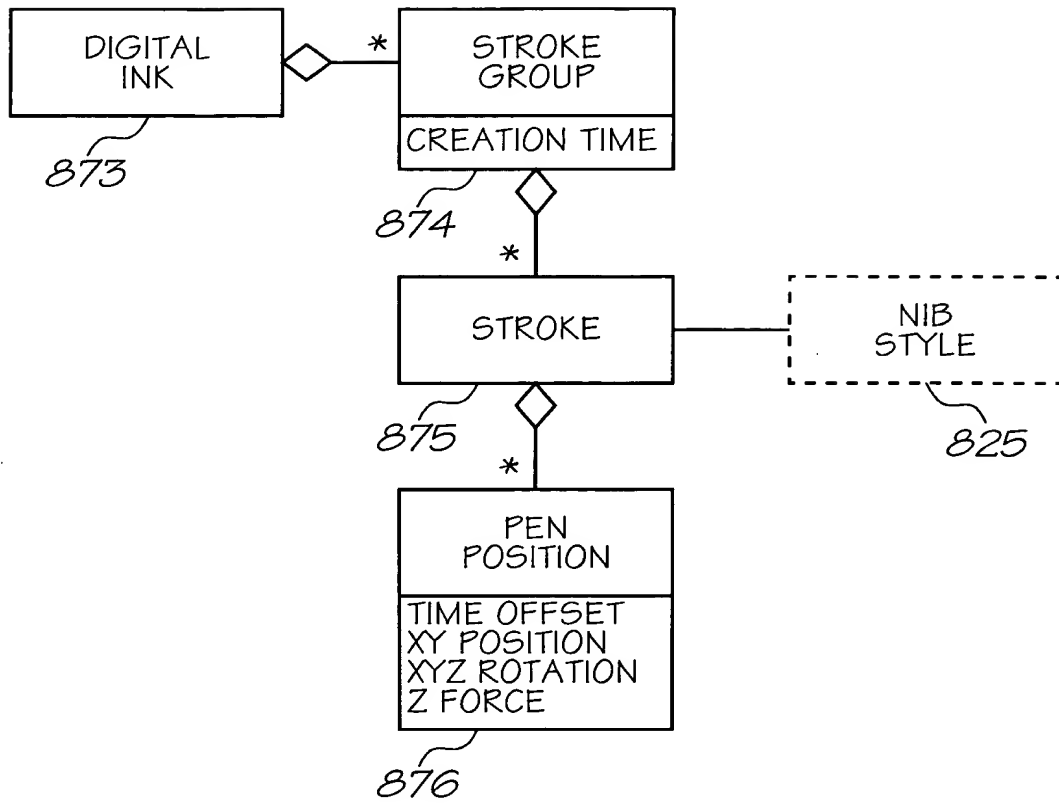 DIGITAL
INK
*
STROKE
GROUP
CREATION TIME
873
874
*
STROKE
NIB
STYLE
875
825
*
PEN
POSITION
TIME OFFSET
XY POSITION
XYZ ROTATION
Z FORCE
876